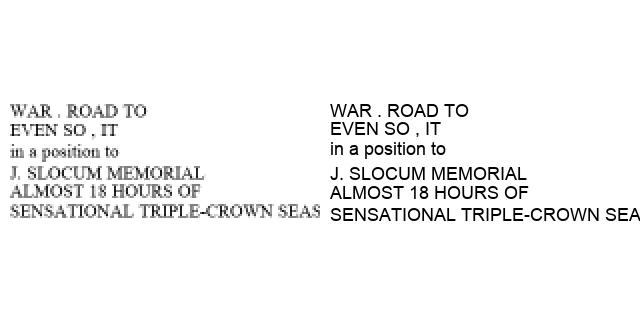 WAR . ROAD TO
EVEN SO , IT
in a position to
J. SLOCUM MEMORIAL
ALMOST 18 HOURS OF
SENSATIONAL TRIPLE-CROWN SEAS
WAR . ROAD TO
EVEN SO , IT
in a position to
J. SLOCUM MEMORIAL
ALMOST 18 HOURS OF
SENSATIONAL TRIPLE-CROWN SEA